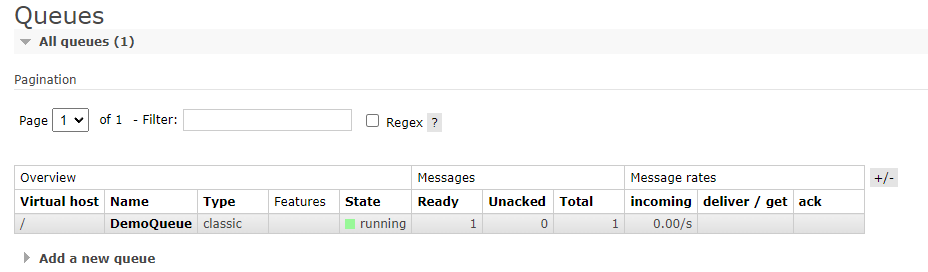 Queues
All queues (1)
Pagination
Page 1 of 1 - Filter: Regex ?
Overview Messages Message rates +/-
Virtual host Name Type Features State Ready Unacked Total incoming deliver / get ack
/ DemoQueue classic running 1 0 1 0.00/s
Add a new queue